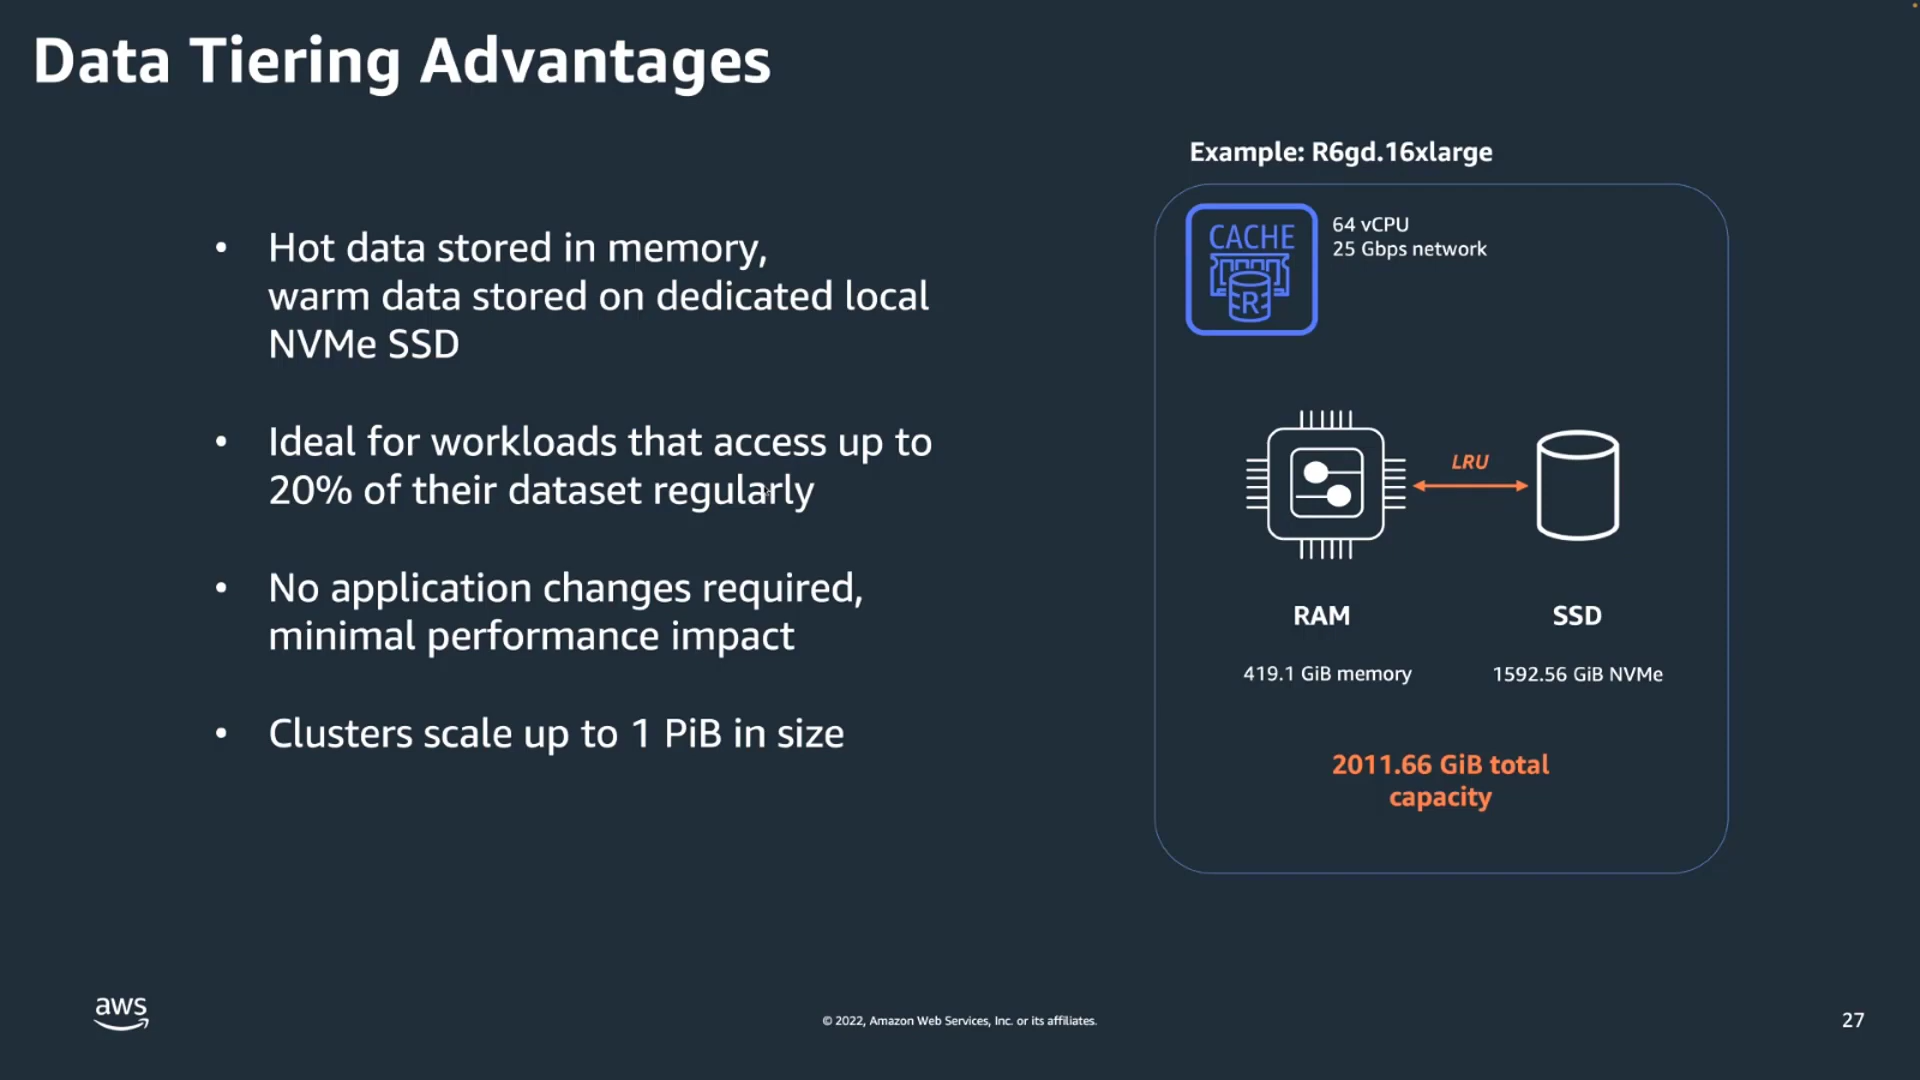 Data Tiering Advantages
• Hot data stored in memory,
warm data stored on dedicated local
NVMe SSD
• Ideal for workloads that access up to
20% of their dataset regularly
• No application changes required,
minimal performance impact
• Clusters scale up to 1 PiB in size
Example: R6gd.16xlarge
CACHE
R
64 vCPU
25 Gbps network
LRU
RAM
SSD
419.1 GiB memory
1592.56 GiB NVMe
2011.66 GiB total
capacity
aws
© 2022, Amazon Web Services, Inc. or its affiliates.
27